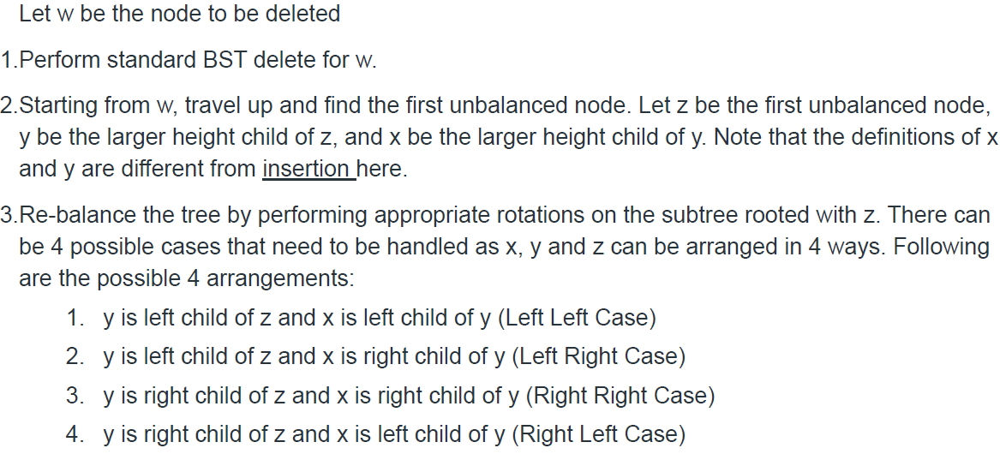 Let w be the node to be deleted
1.Perform standard BST delete for w.
2.Starting from w, travel up and find the first unbalanced node. Let z be the first unbalanced node,
y be the larger height child of z, and x be the larger height child of y. Note that the definitions of x
and y are different from insertion here.
3.Re-balance the tree by performing appropriate rotations on the subtree rooted with z. There can
be 4 possible cases that need to be handled as x, y and z can be arranged in 4 ways. Following
are the possible 4 arrangements:
1. y is left child of z and x is left child of y (Left Left Case)
2. y is left child of z and x is right child of y (Left Right Case)
3. y is right child of z and x is right child of y (Right Right Case)
4. y is right child of z and x is left child of y (Right Left Case)